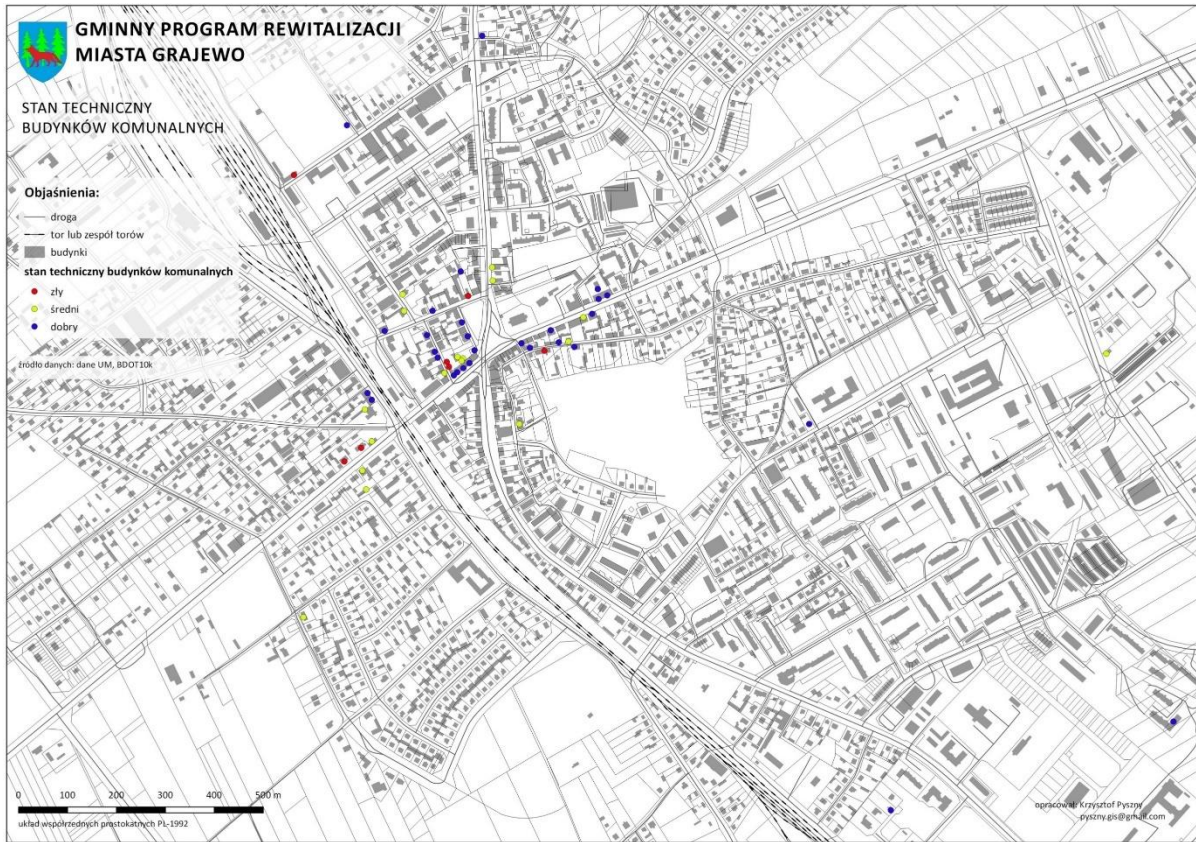 GMINNY PROGRAM REWITALIZACJI
MIASTA GRAJEWO
STAN TECHNICZNY
BUDYNKÓW KOMUNALNYCH
Objaśnienia:
droga
tor lub zespół torów
budynki
stan techniczny budynków komunalnych
zły
średni
dobry
źródło danych: dane UM, BDOT10k
0 100 200 300 400 500 m
układ współrzędnych prostokątnych PL-1992
opracował: Krzysztof Pyszny
pyszny.gis@gmail.com